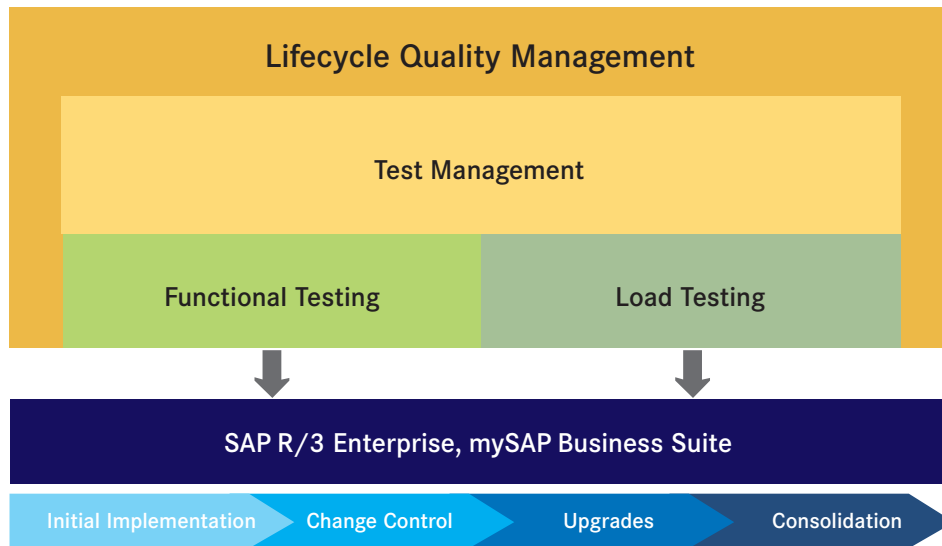 Lifecycle Quality Management
Test Management
Functional Testing
Load Testing
SAP R/3 Enterprise, mySAP Business Suite
Initial Implementation
Change Control
Upgrades
Consolidation